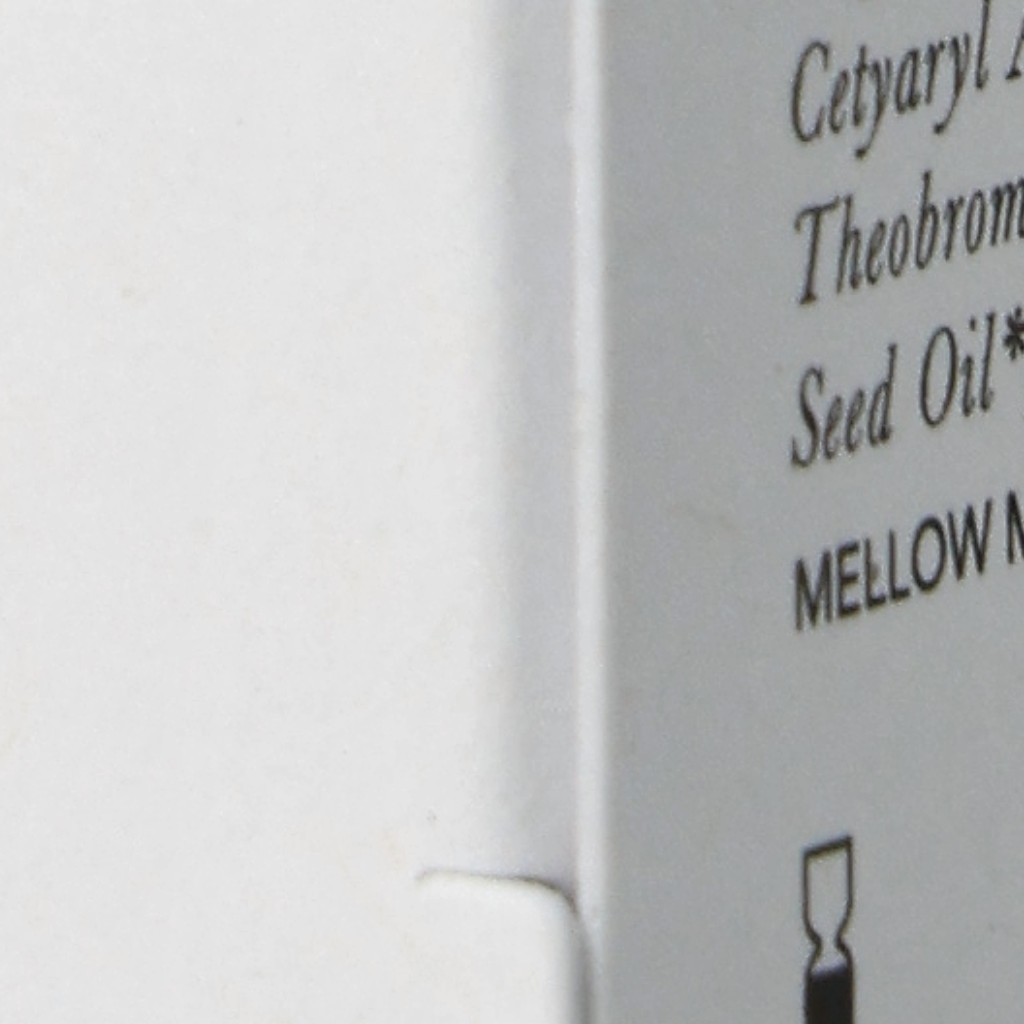 Cetyaryl
Theobrom
Seed Oil*
MELLOW